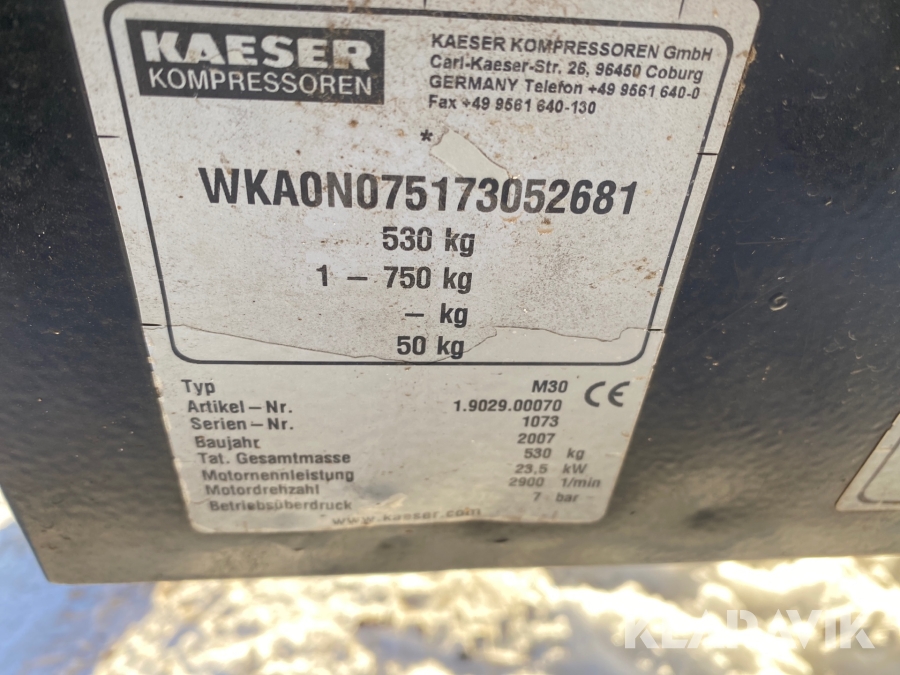 KAESER
KOMPRESSOREN
KAESER KOMPRESSOREN GmbH
Carl-Kaeser-Str. 26, 96450 Coburg
GERMANY Telefon +49 9561 640-0
Fax +49 9561 640-130
*
WKA0N075173052681
530 kg
1 – 750 kg
– kg
50 kg
Typ M30 CE
Artikel–Nr. 1.9029.00070
Serien–Nr. 1073
Baujahr 2007
Tat. Gesamtmasse 530 kg
Motornennleistung 23,5 kW
Motordrehzahl 2900 1/min
Betriebsüberdruck 7 bar
www.kaeser.com
KLARAVIK